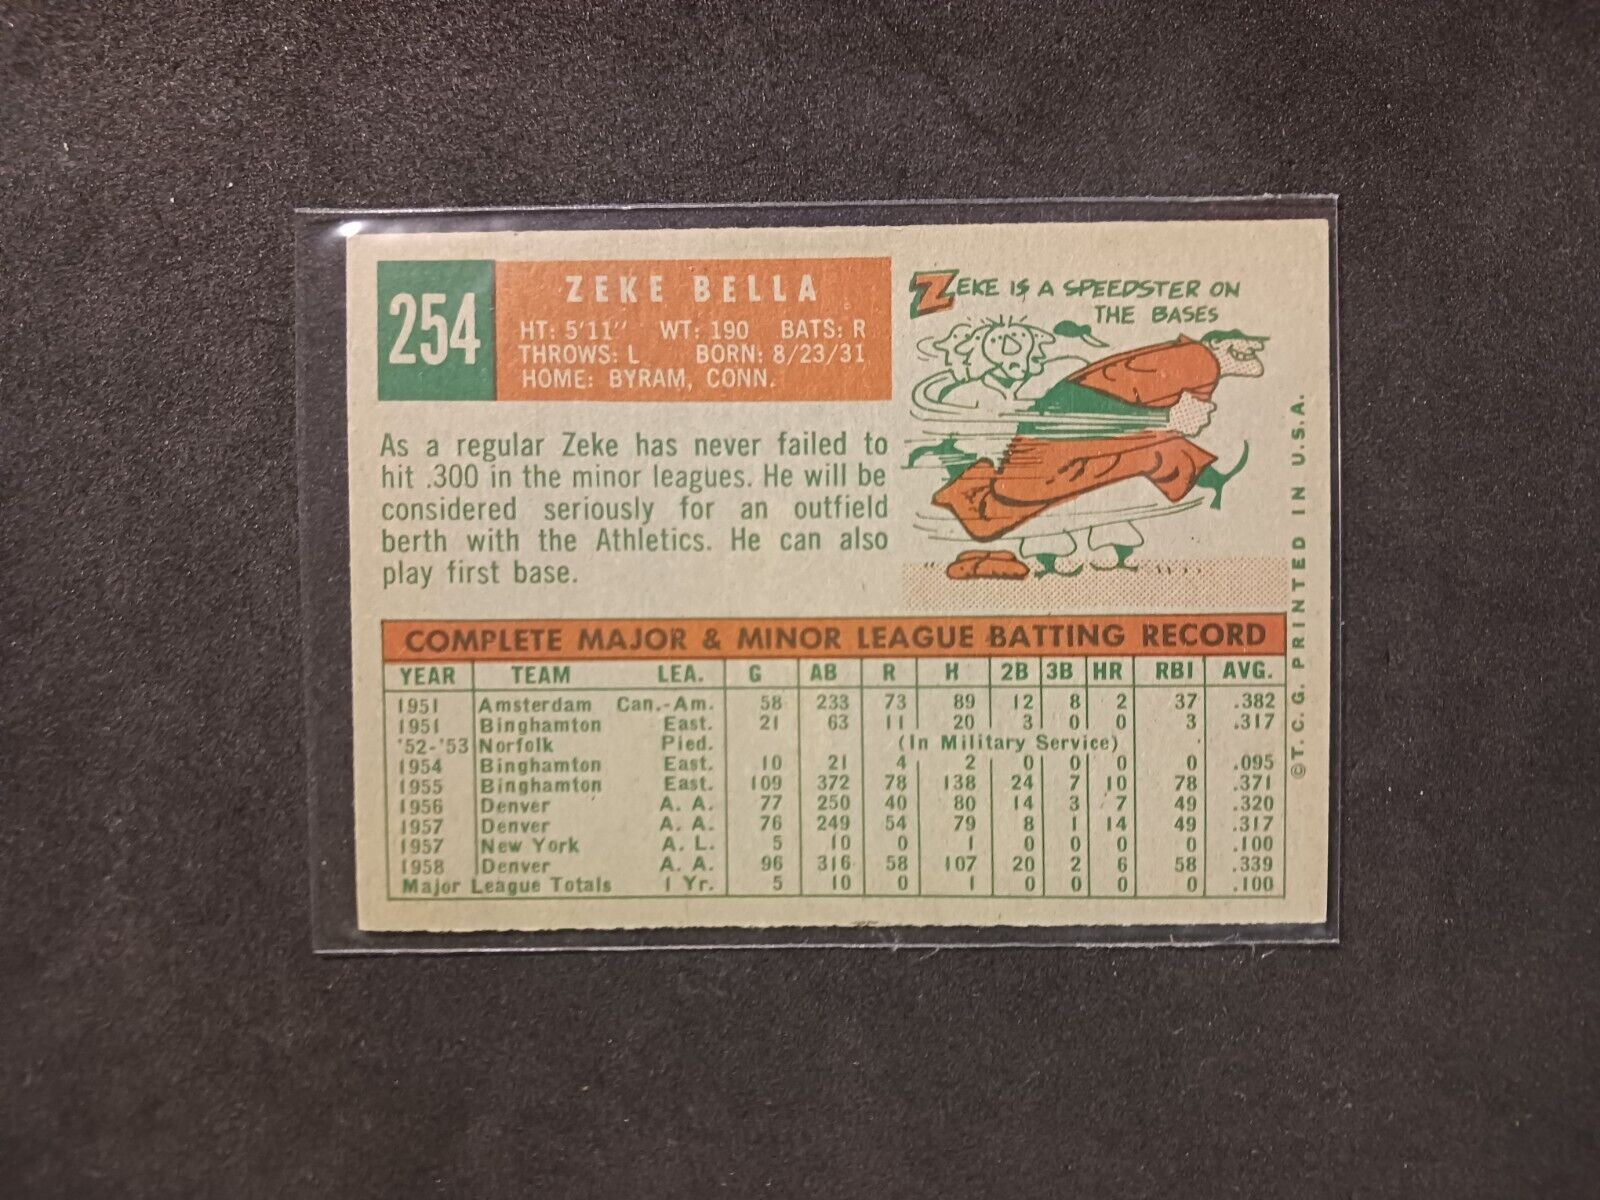 254
ZEKE BELLA
HT: 5'11" WT: 190 BATS: R
THROWS: L BORN: 8/23/31
HOME: BYRAM, CONN.
ZEKE IS A SPEEDSTER ON
THE BASES
As a regular Zeke has never failed to
hit .300 in the minor leagues. He will be
considered seriously for an outfield
berth with the Athletics. He can also
play first base.
COMPLETE MAJOR & MINOR LEAGUE BATTING RECORD
YEAR TEAM LEA. G AB R H 2B 3B HR RBI AVG.
1951 Amsterdam Can.-Am. 58 233 73 89 12 8 2 37 .382
1951 Binghamton East. 21 63 11 20 3 0 0 3 .317
'52-'53 Norfolk Pied. (In Military Service)
1954 Binghamton East. 10 21 4 2 0 0 0 0 .095
1955 Binghamton East. 109 372 78 138 24 7 10 78 .371
1956 Denver A. A. 77 250 40 80 14 3 7 49 .320
1957 Denver A. A. 76 249 54 79 8 1 14 49 .317
1957 New York A. L. 5 10 0 1 0 0 0 0 .100
1958 Denver A. A. 96 316 58 107 20 2 6 58 .339
Major League Totals 1 Yr. 5 10 0 1 0 0 0 0 .100
©T. C. G. PRINTED IN U.S.A.